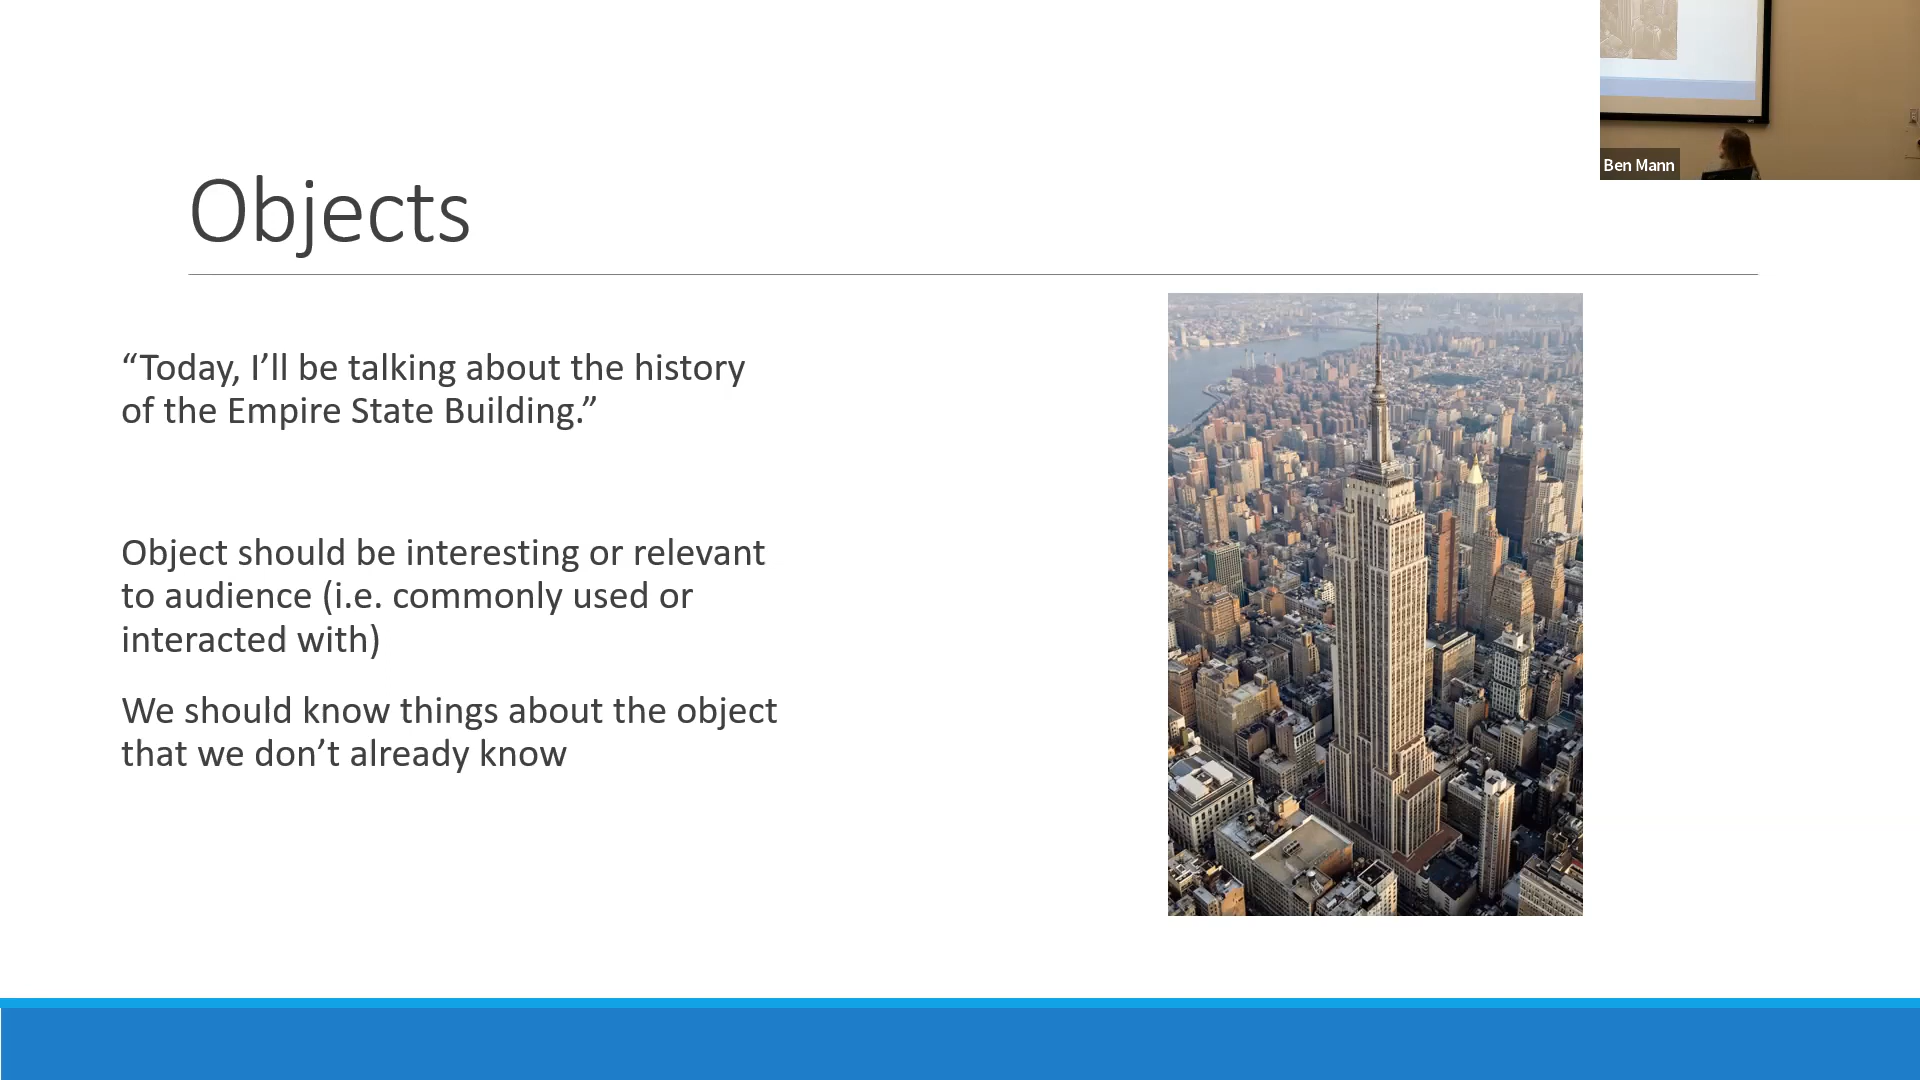 Ben Mann
Objects
“Today, I’ll be talking about the history
of the Empire State Building.”
Object should be interesting or relevant
to audience (i.e. commonly used or
interacted with)
We should know things about the object
that we don’t already know